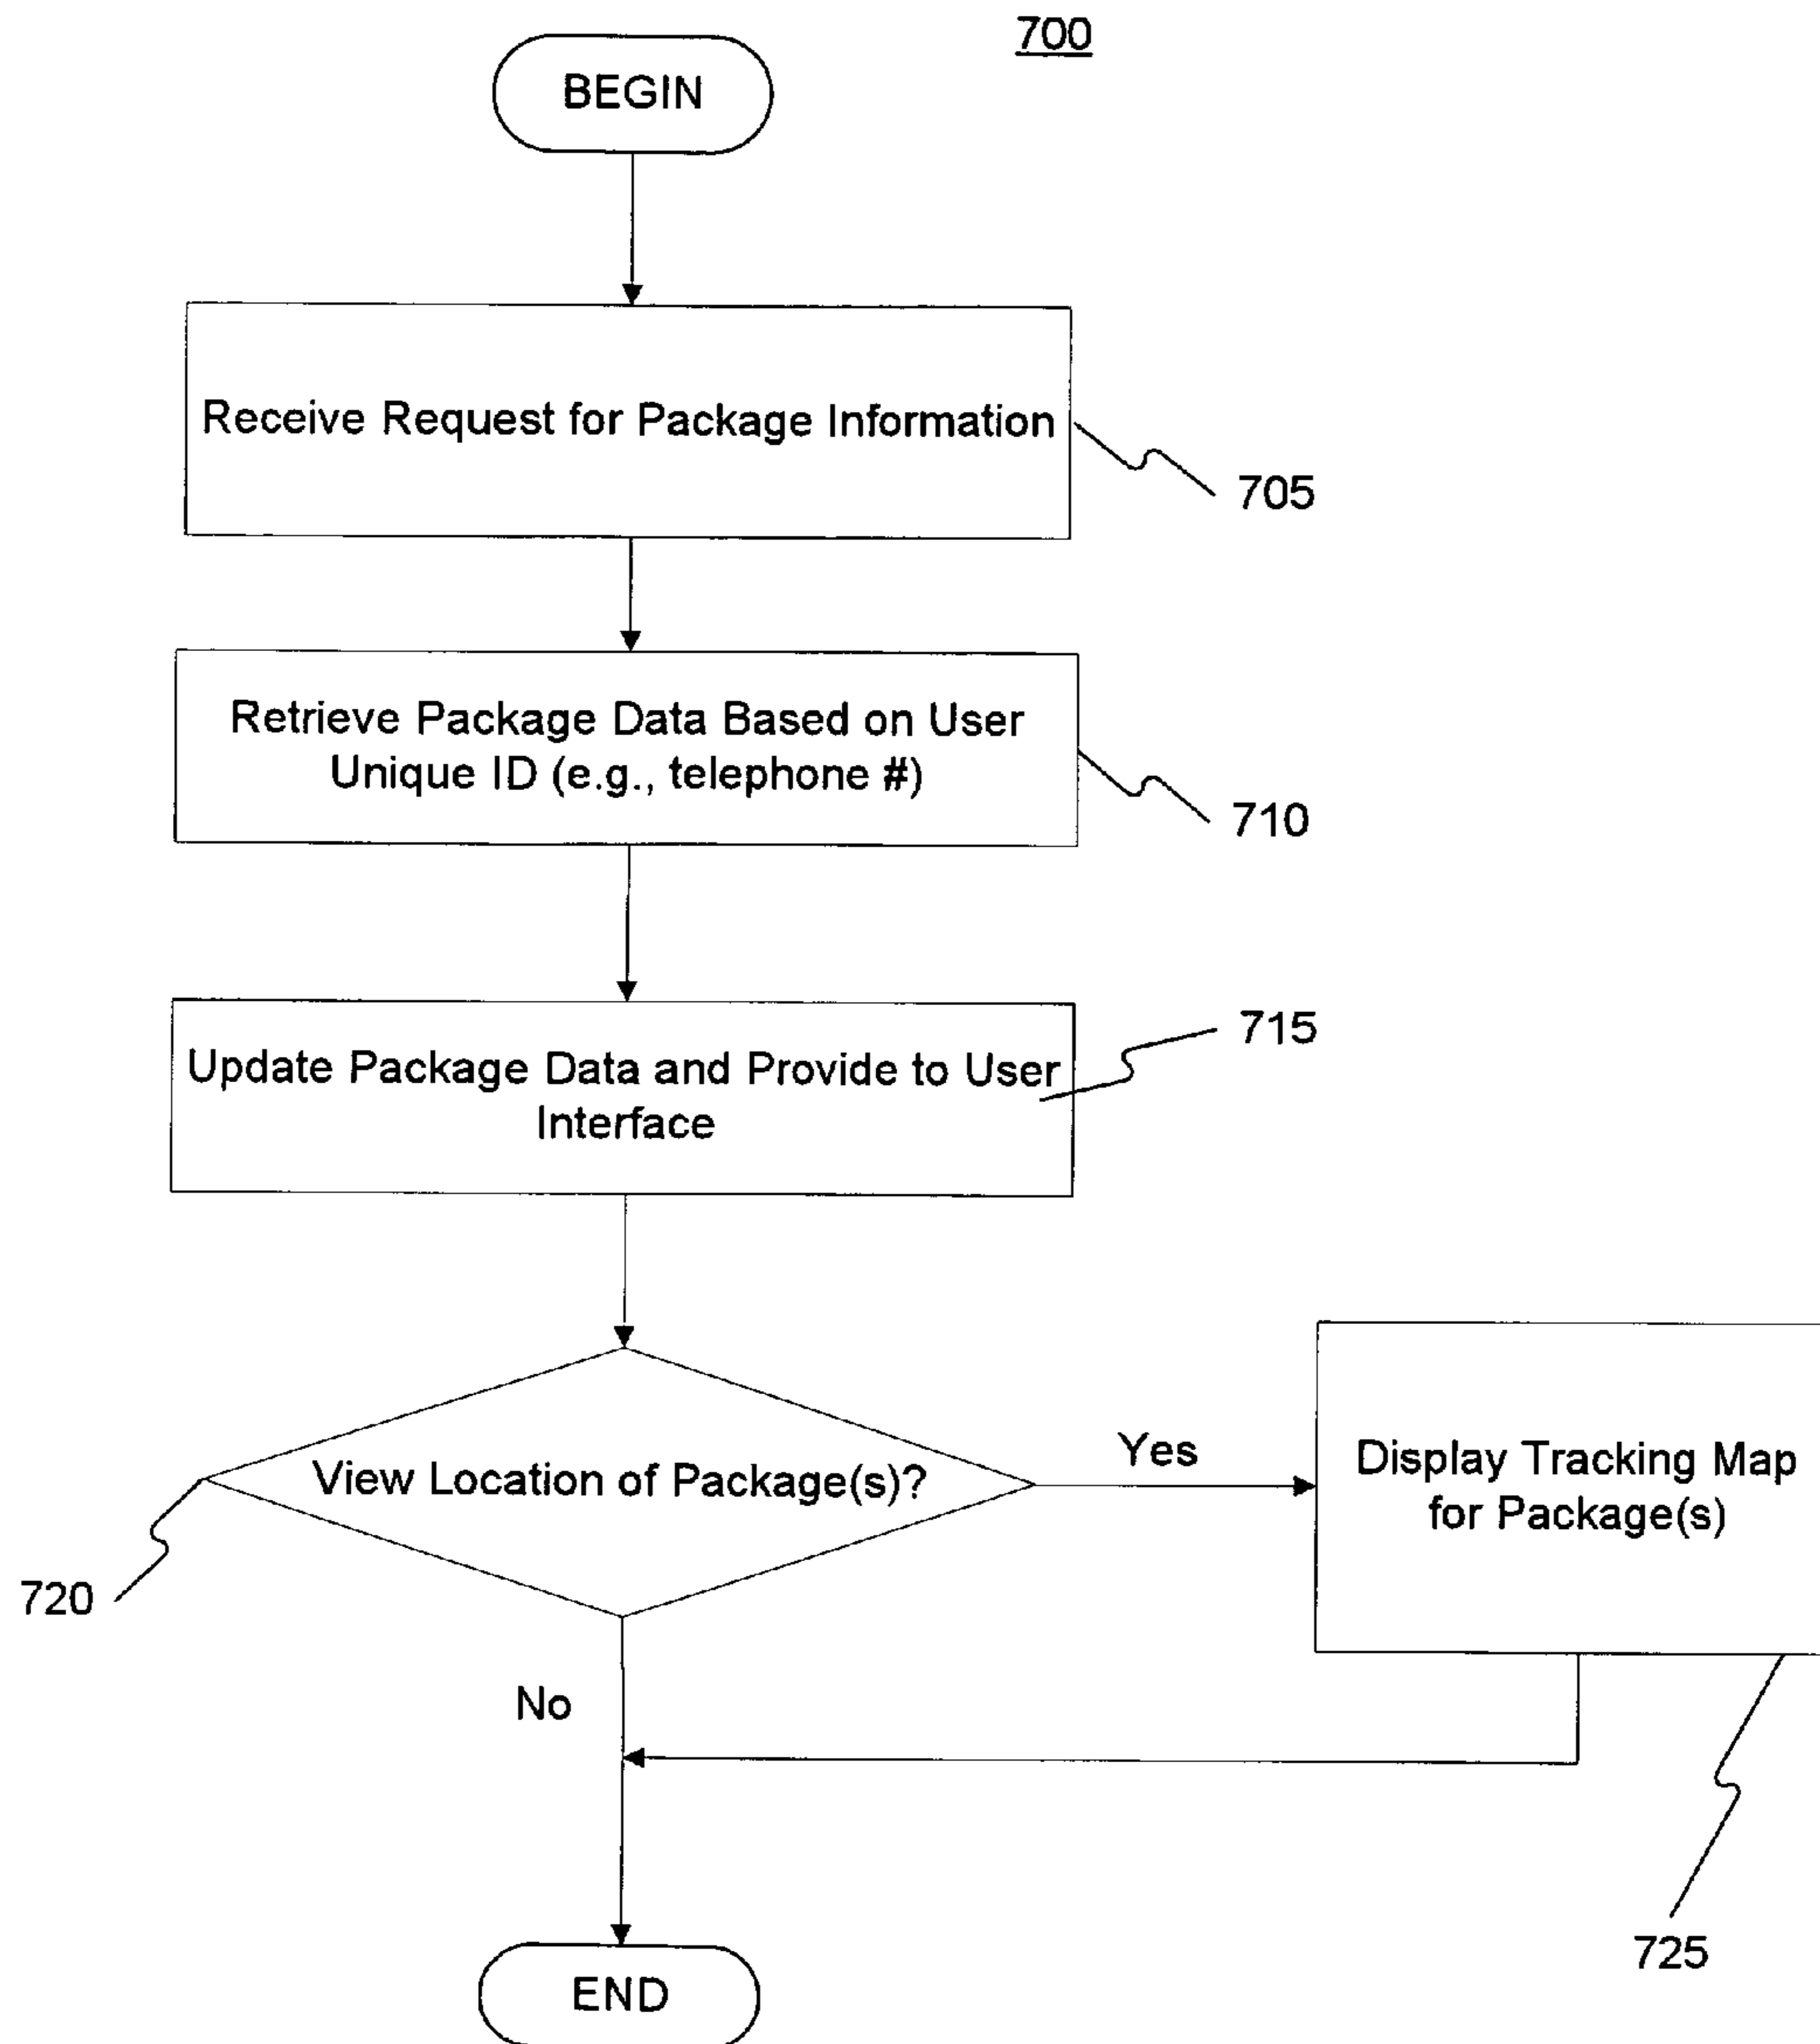 700
BEGIN
Receive Request for Package Information
705
Retrieve Package Data Based on User
Unique ID (e.g., telephone #)
710
715
Update Package Data and Provide to User
Interface
View Location of Package(s)?
Yes
Display Tracking Map
for Package(s)
720
No
725
END